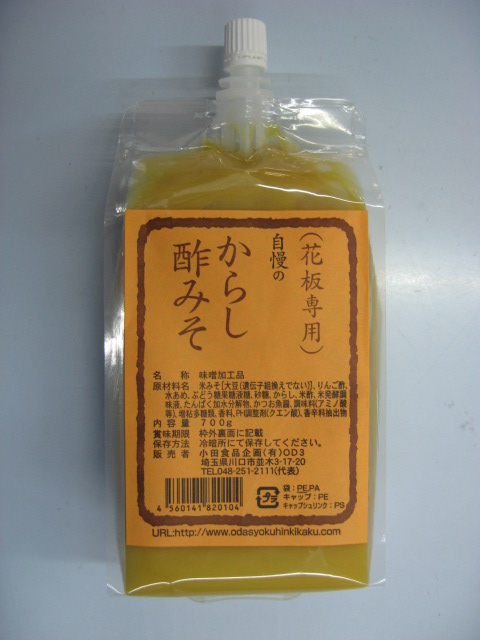 (花板専用)
自慢の
からし
酢みそ
名 称 味噌加工品
原材料名 米みそ[大豆(遺伝子組換えでない)]、りんご酢、
水あめ、ぶどう糖果糖液糖、砂糖、からし、米酢、米発酵調
味液、たんぱく加水分解物、かつお魚醤、調味料(アミノ酸
等)、増粘多糖類、香料、PH調整剤(クエン酸)、香辛料抽出物
内 容 量 700g
賞味期限 枠外裏面に記載
保存方法 冷暗所にて保存してください。
販 売 者 小田食品企画(有)OD3
埼玉県川口市並木3-17-20
TEL048-251-2111(代表)
4 560141 820104
プラ
袋:PE,PA
キャップ:PE
キャップシュリンク:PS
URL:http://www.odasyokuhinkikaku.com